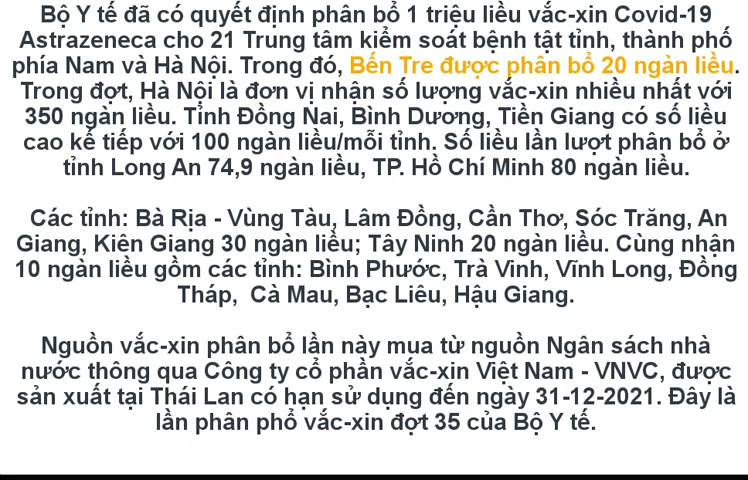 Bộ Y tế đã có quyết định phân bổ 1 triệu liều vắc-xin Covid-19
Astrazeneca cho 21 Trung tâm kiểm soát bệnh tật tỉnh, thành phố
phía Nam và Hà Nội. Trong đó, Bến Tre được phân bổ 20 ngàn liều.
Trong đợt, Hà Nội là đơn vị nhận số lượng vắc-xin nhiều nhất với
350 ngàn liều. Tỉnh Đồng Nai, Bình Dương, Tiền Giang có số liều
cao kế tiếp với 100 ngàn liều/mỗi tỉnh. Số liều lần lượt phân bổ ở
tỉnh Long An 74,9 ngàn liều, TP. Hồ Chí Minh 80 ngàn liều.
Các tỉnh: Bà Rịa - Vũng Tàu, Lâm Đồng, Cần Thơ, Sóc Trăng, An
Giang, Kiên Giang 30 ngàn liều; Tây Ninh 20 ngàn liều. Cùng nhận
10 ngàn liều gồm các tỉnh: Bình Phước, Trà Vinh, Vĩnh Long, Đồng
Tháp, Cà Mau, Bạc Liêu, Hậu Giang.
Nguồn vắc-xin phân bổ lần này mua từ nguồn Ngân sách nhà
nước thông qua Công ty cổ phần vắc-xin Việt Nam - VNVC, được
sản xuất tại Thái Lan có hạn sử dụng đến ngày 31-12-2021. Đây là
lần phân phổ vắc-xin đợt 35 của Bộ Y tế.